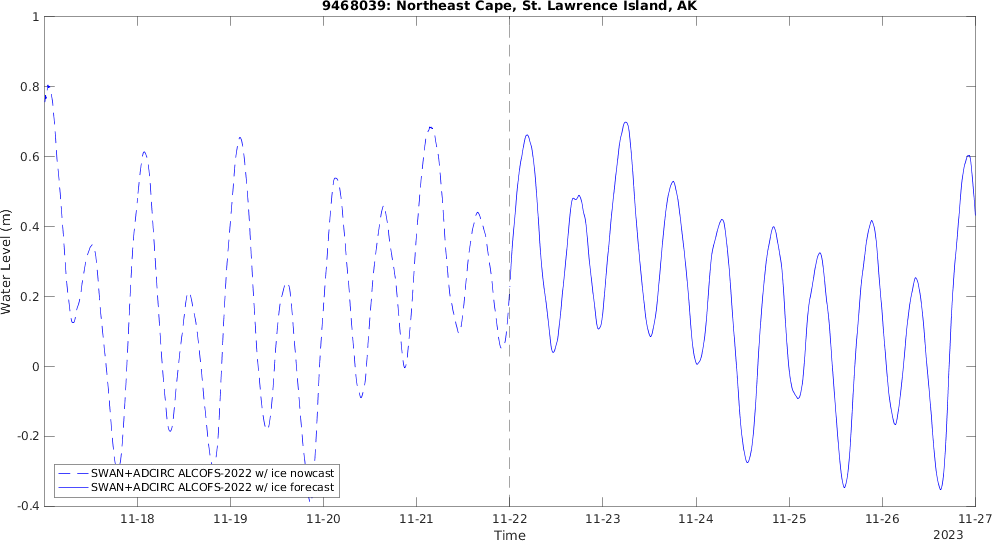 9468039: Northeast Cape, St. Lawrence Island, AK
1
0.8
0.6
0.4
0.2
0
-0.2
-0.4
Water Level (m)
SWAN+ADCIRC ALCOFS-2022 w/ ice nowcast
SWAN+ADCIRC ALCOFS-2022 w/ ice forecast
11-18 11-19 11-20 11-21 11-22 11-23 11-24 11-25 11-26 11-27
Time
2023